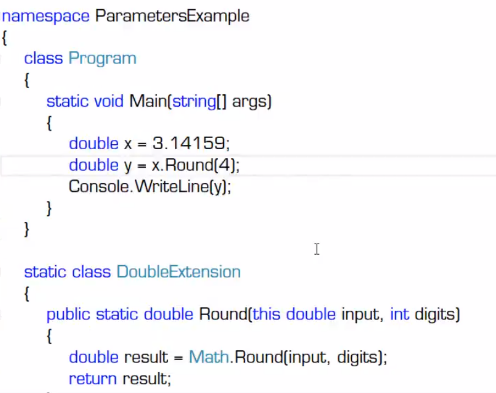 namespace ParametersExample
{
class Program
{
static void Main(string[] args)
{
double x = 3.14159;
double y = x.Round(4);
Console.WriteLine(y);
}
}
static class DoubleExtension
{
public static double Round(this double input, int digits)
{
double result = Math.Round(input, digits);
return result;